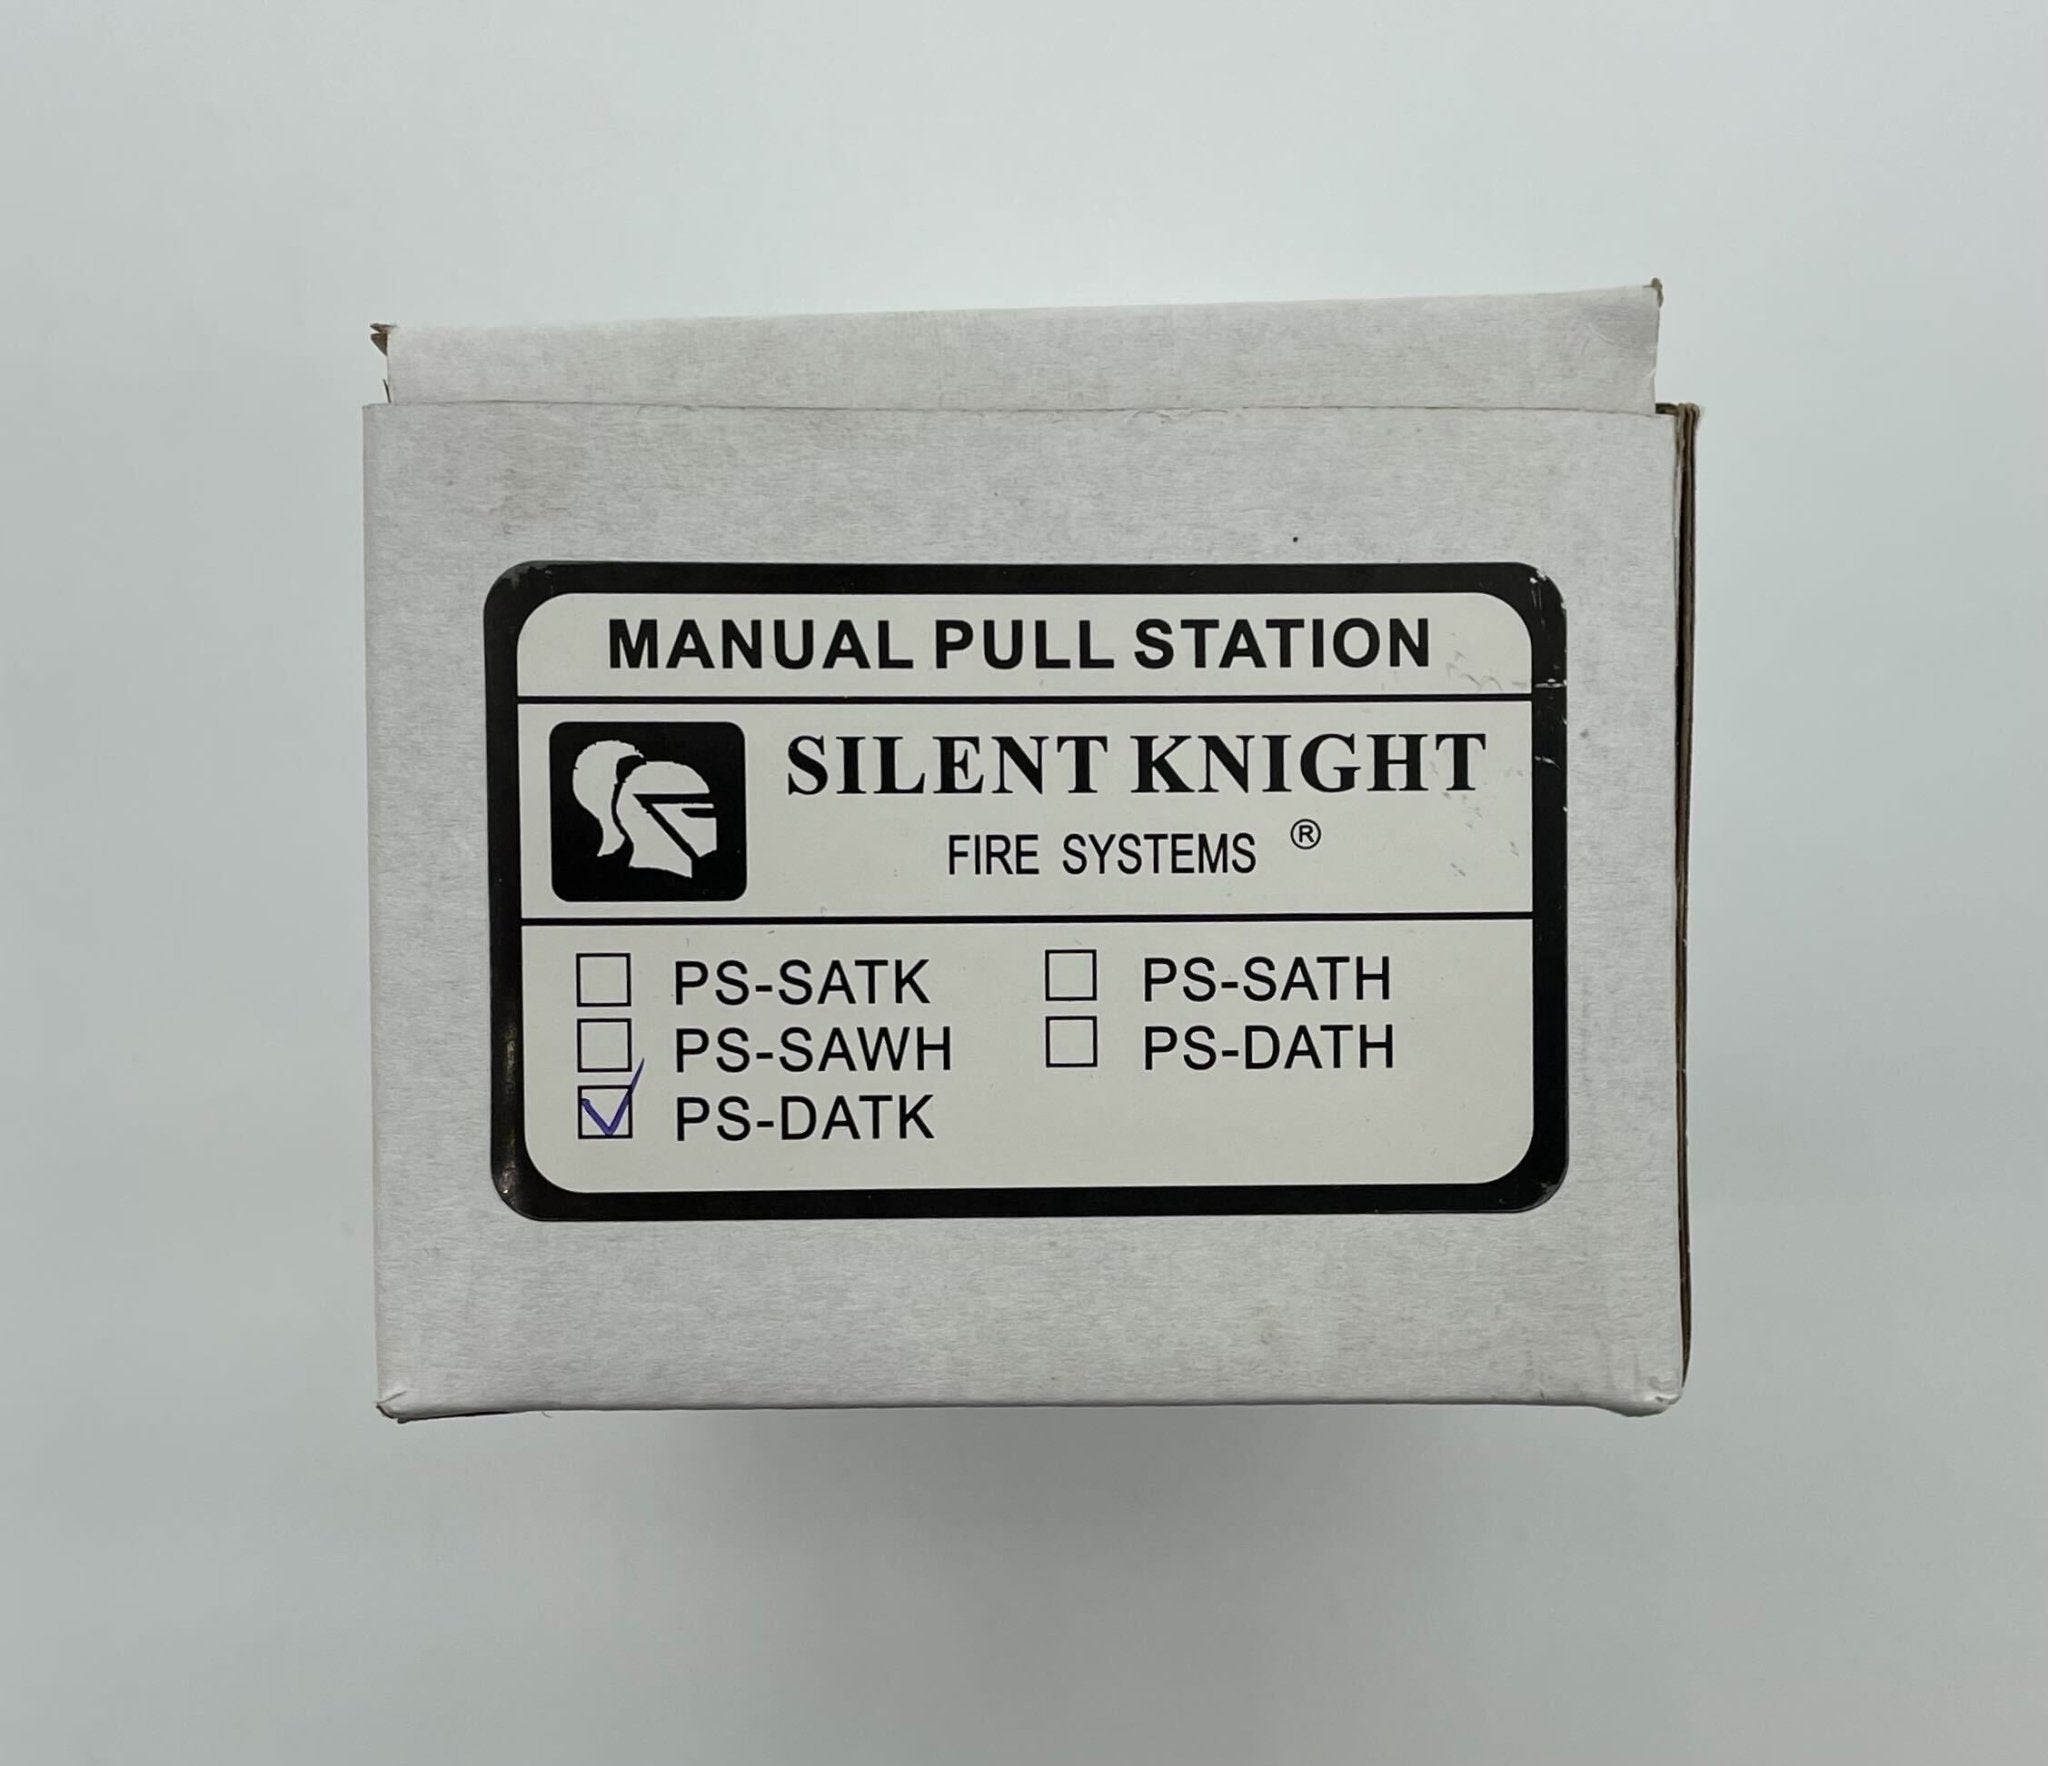 MANUAL PULL STATION
SILENT KNIGHT
FIRE SYSTEMS ®
PS-SATK PS-SATH
PS-SAWH PS-DATH
PS-DATK